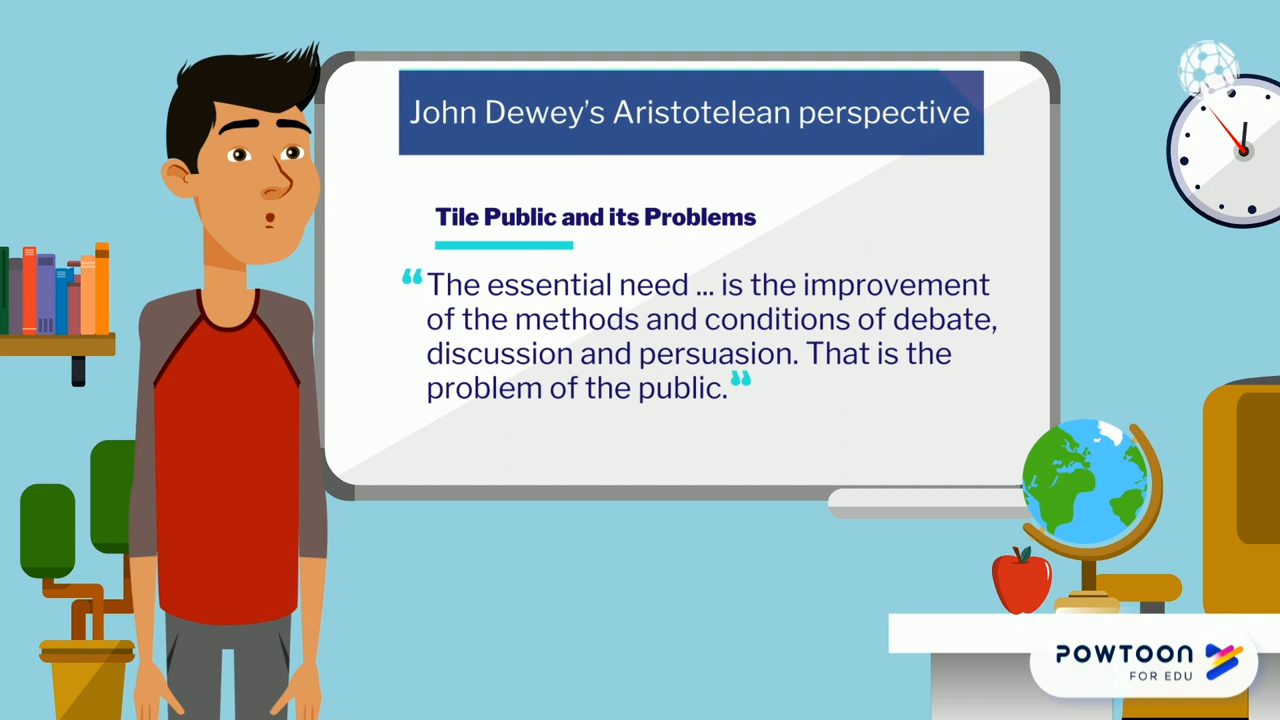 John Dewey’s Aristotelean perspective
Tile Public and its Problems
“The essential need ... is the improvement
of the methods and conditions of debate,
discussion and persuasion. That is the
problem of the public.”
POWTOON
FOR EDU